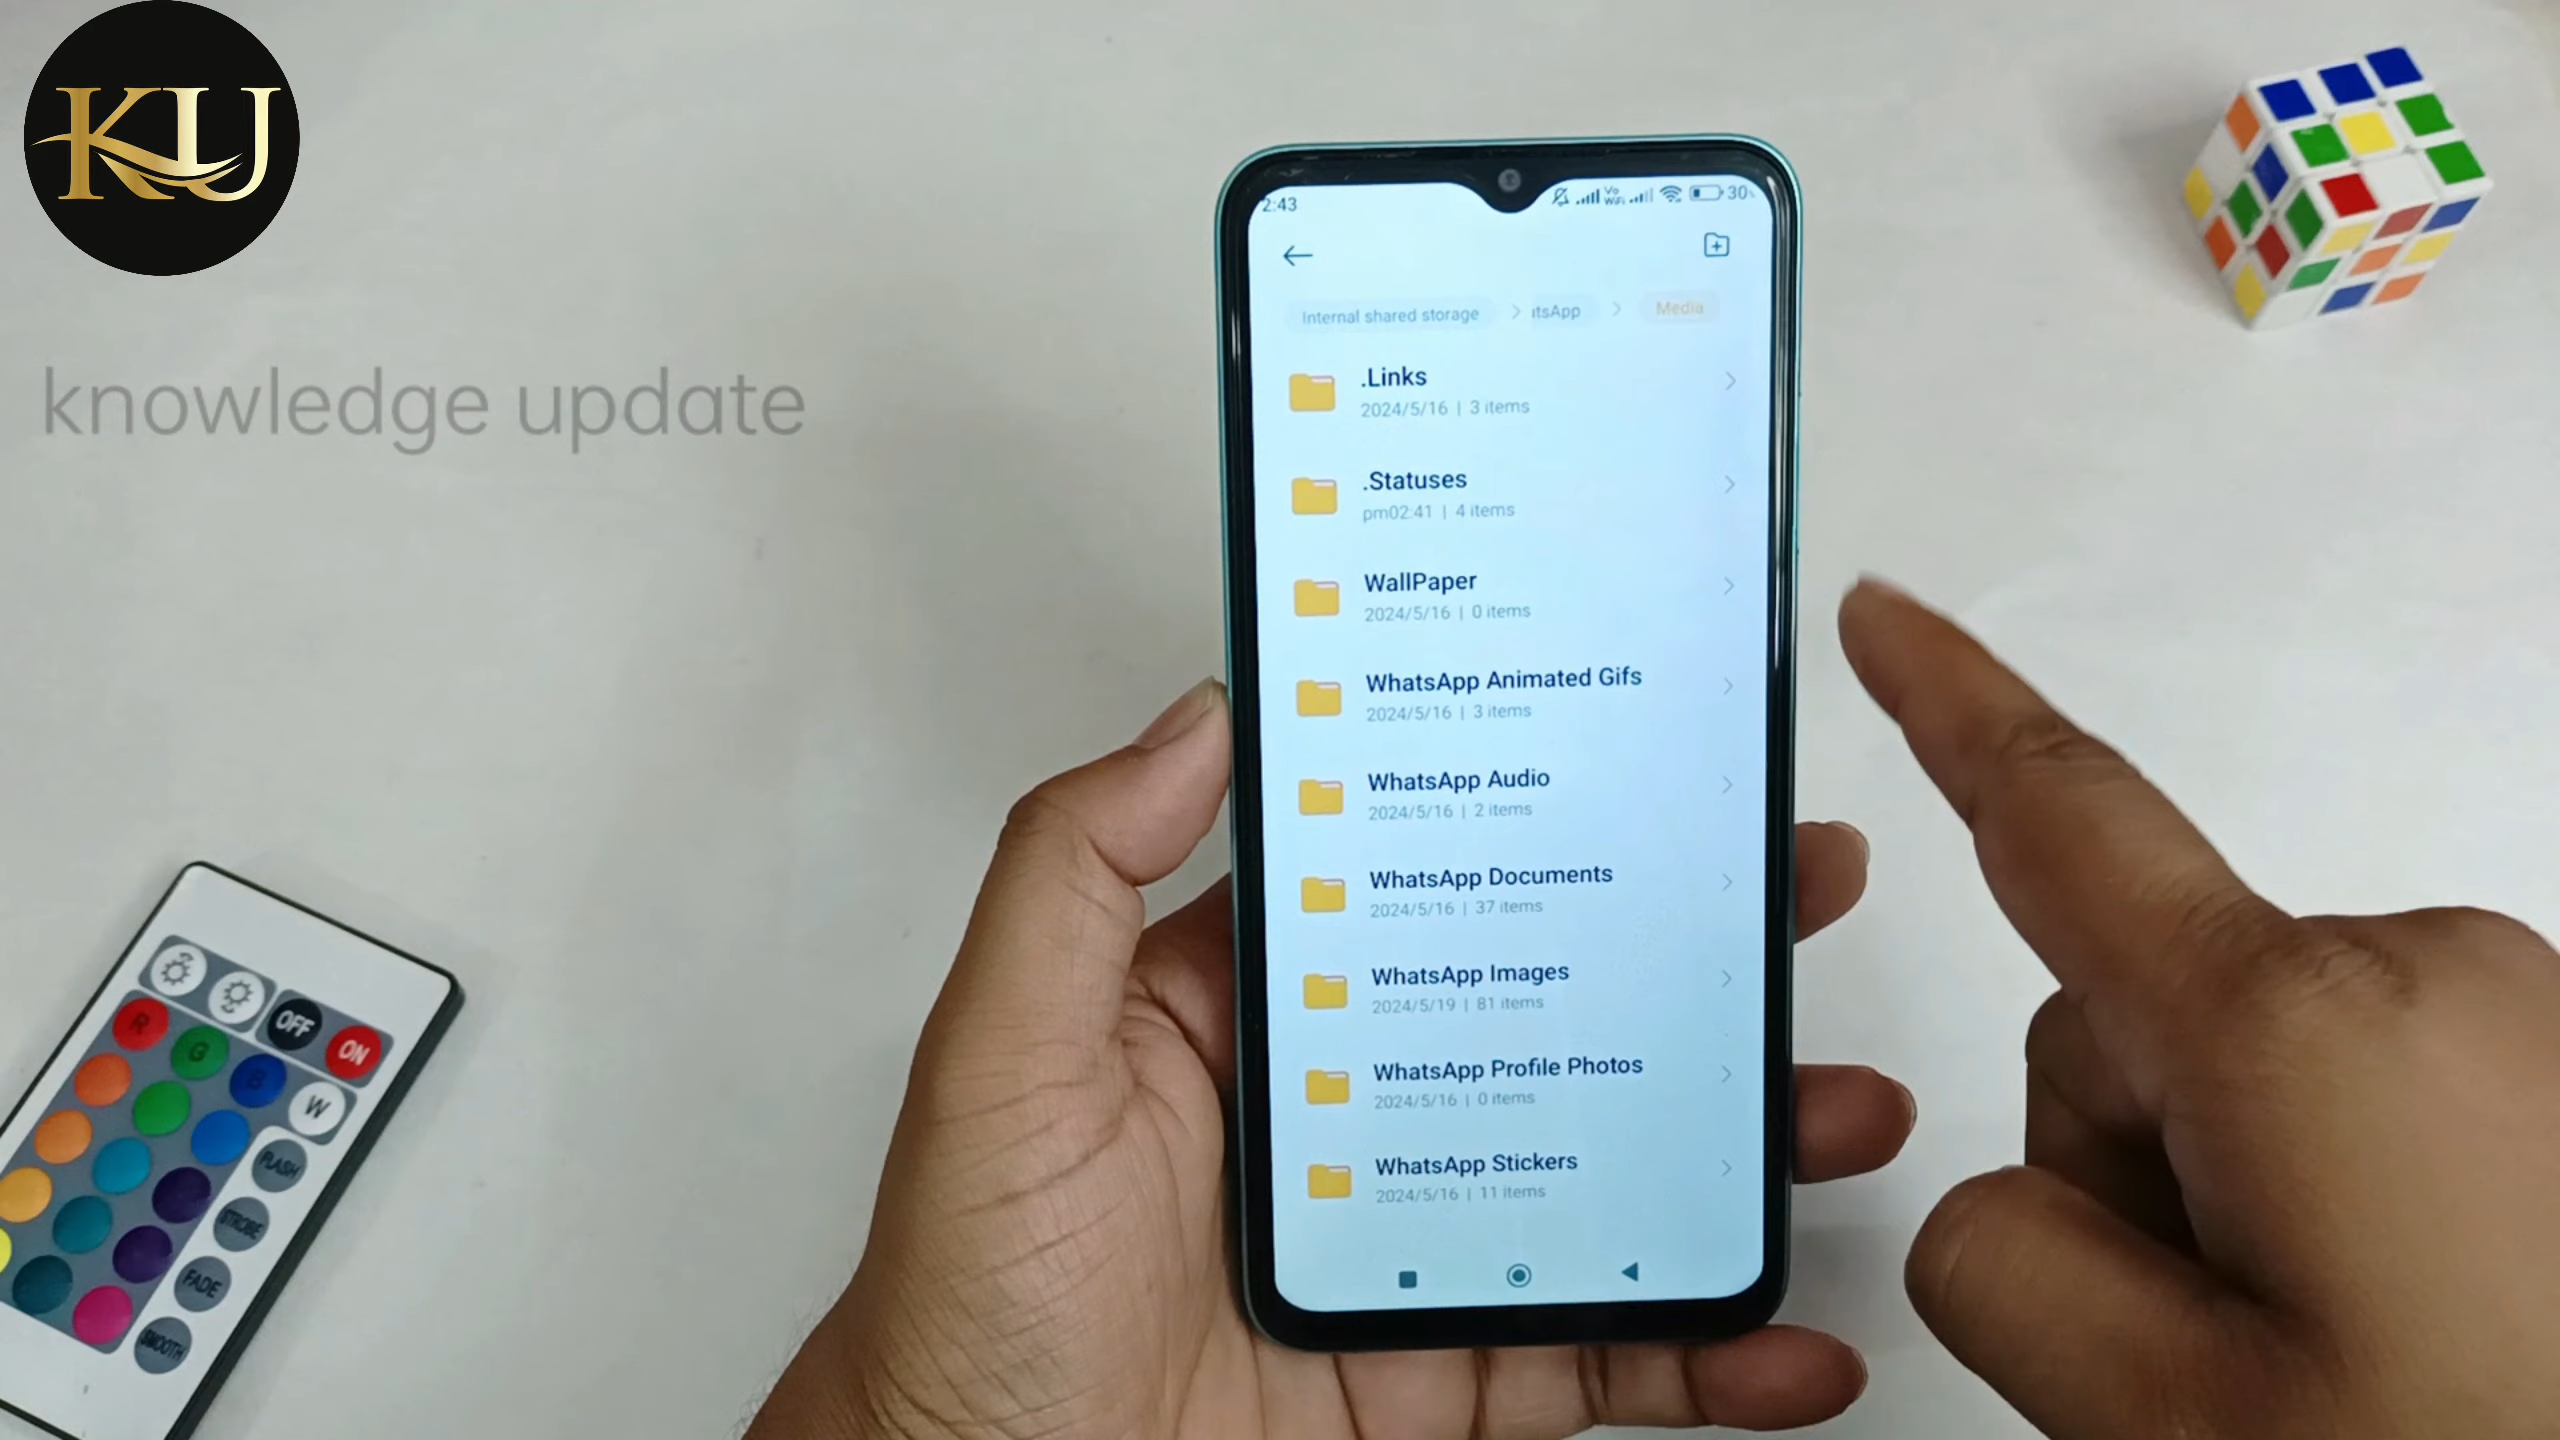 KU
knowledge update
2:43
Vo
WiFi
30
Internal shared storage
tsApp
Media
.Links
2024/5/16 | 3 items
.Statuses
pm02:41 | 4 items
WallPaper
2024/5/16 | 0 items
WhatsApp Animated Gifs
2024/5/16 | 3 items
WhatsApp Audio
2024/5/16 | 2 items
WhatsApp Documents
2024/5/16 | 37 items
WhatsApp Images
2024/5/19 | 81 items
WhatsApp Profile Photos
2024/5/16 | 0 items
WhatsApp Stickers
2024/5/16 | 11 items
OFF
ON
R
G
B
W
FLASH
STROBE
FADE
SMOOTH